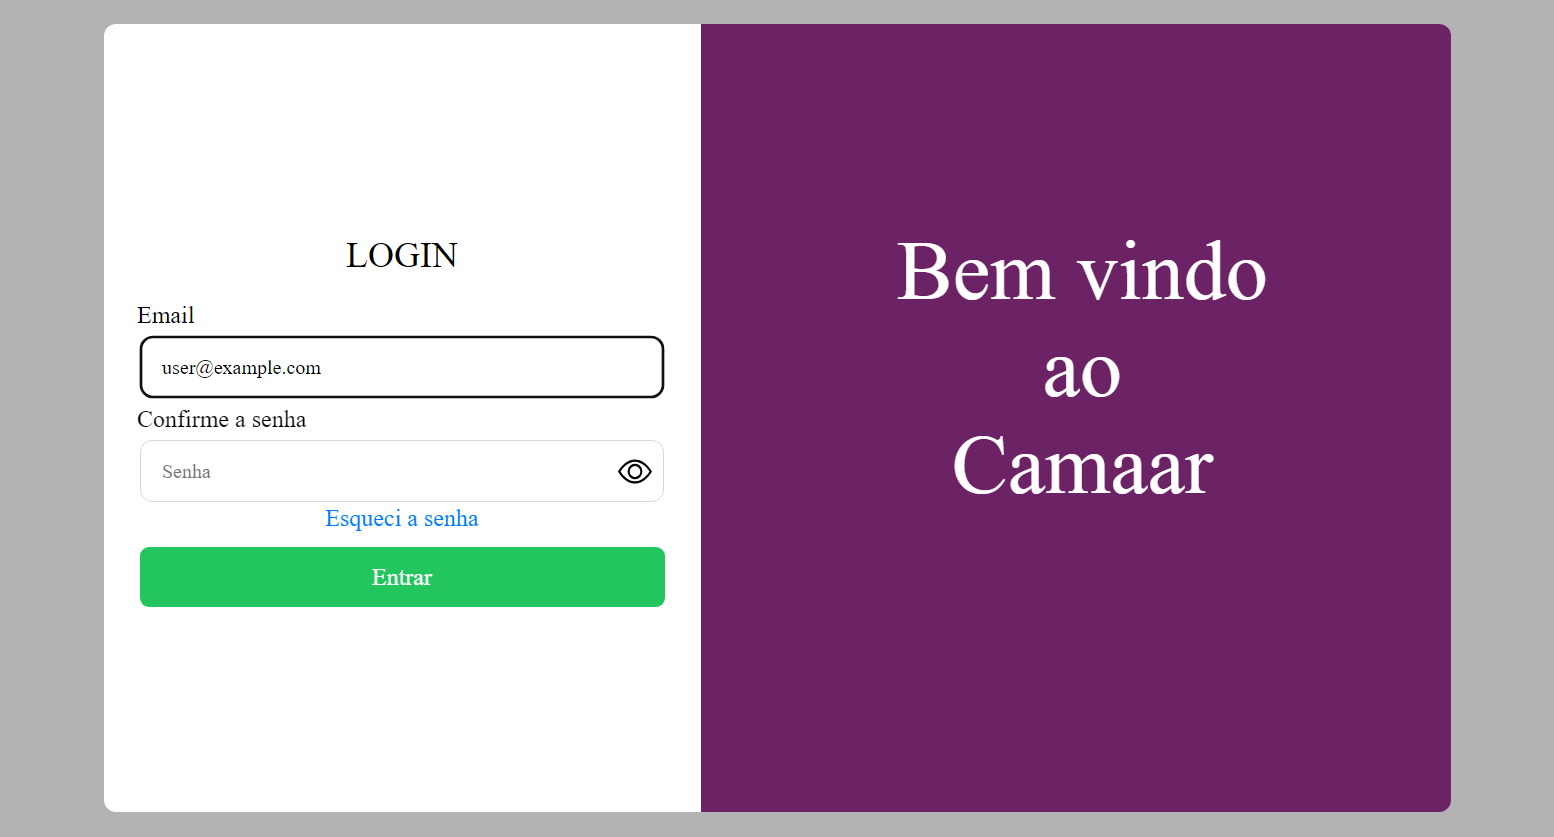 LOGIN
Email
user@example.com
Confirme a senha
Senha
Esqueci a senha
Entrar
Bem vindo
ao
Camaar